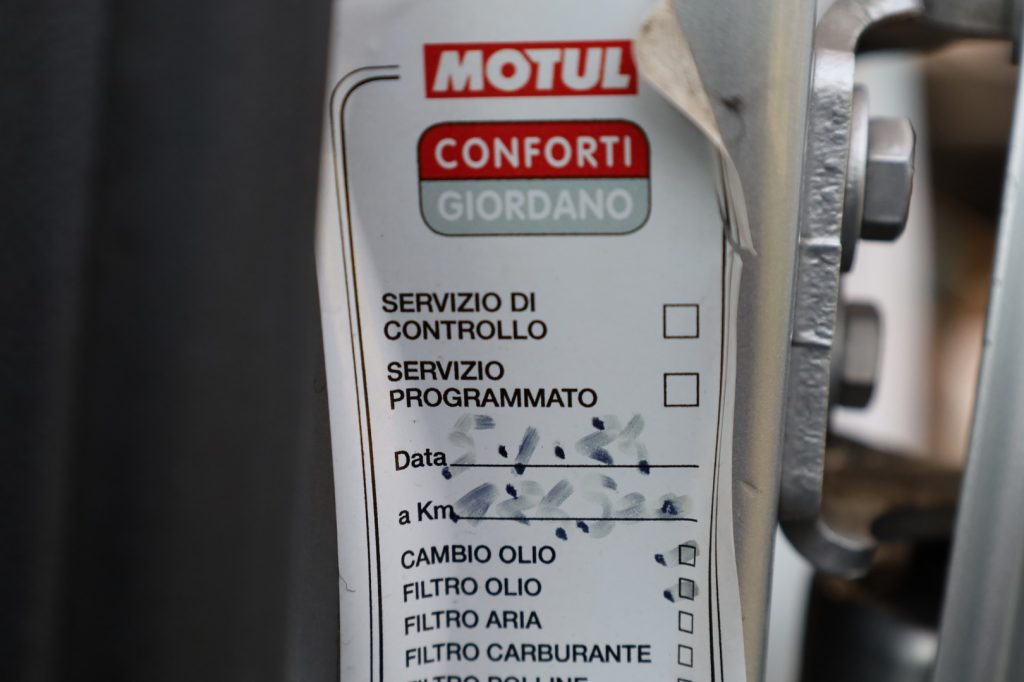 MOTUL
CONFORTI
GIORDANO
SERVIZIO DI
CONTROLLO
SERVIZIO
PROGRAMMATO
Data
a Km
CAMBIO OLIO
FILTRO OLIO
FILTRO ARIA
FILTRO CARBURANTE